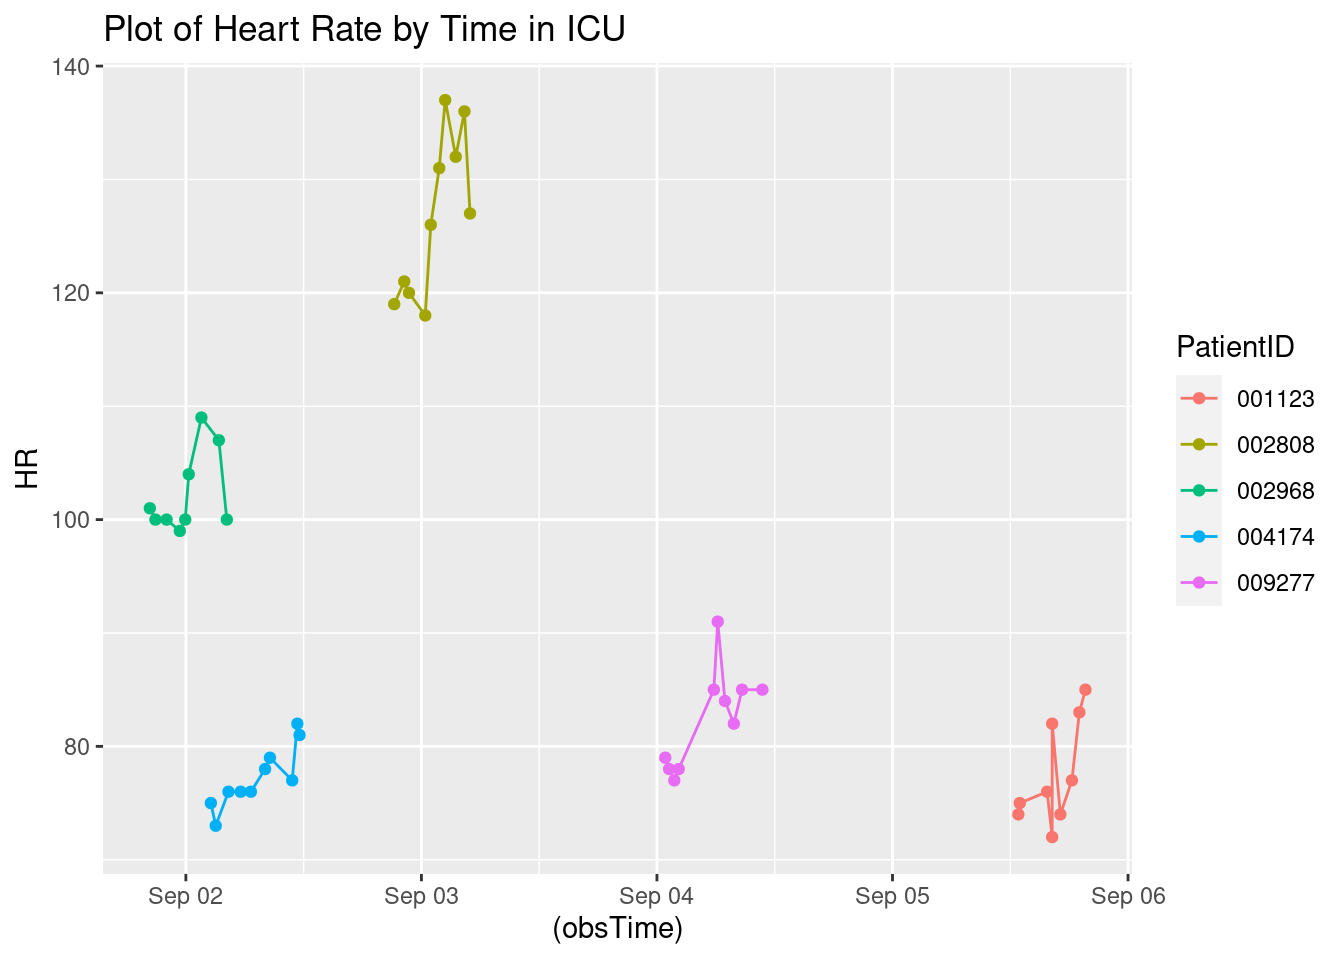 Plot of Heart Rate by Time in ICU
140
120
100
80
HR
Sep 02 Sep 03 Sep 04 Sep 05 Sep 06
(obsTime)
PatientID
001123
002808
002968
004174
009277